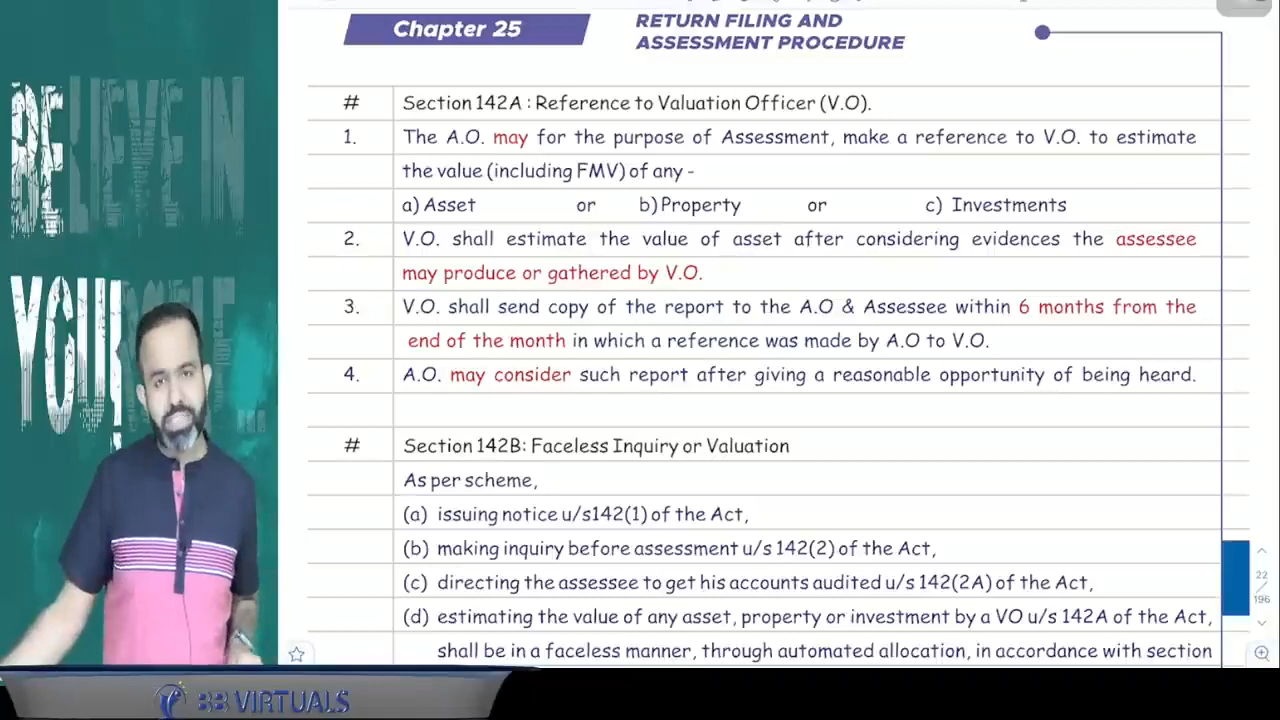 Chapter 25
RETURN FILING AND
ASSESSMENT PROCEDURE
# Section 142A : Reference to Valuation Officer (V.O).
1. The A.O. may for the purpose of Assessment, make a reference to V.O. to estimate
the value (including FMV) of any -
a) Asset or b) Property or c) Investments
2. V.O. shall estimate the value of asset after considering evidences the assessee
may produce or gathered by V.O.
3. V.O. shall send copy of the report to the A.O & Assessee within 6 months from the
end of the month in which a reference was made by A.O to V.O.
4. A.O. may consider such report after giving a reasonable opportunity of being heard.
# Section 142B: Faceless Inquiry or Valuation
As per scheme,
(a) issuing notice u/s142(1) of the Act,
(b) making inquiry before assessment u/s 142(2) of the Act,
(c) directing the assessee to get his accounts audited u/s 142(2A) of the Act,
(d) estimating the value of any asset, property or investment by a VO u/s 142A of the Act,
shall be in a faceless manner, through automated allocation, in accordance with section
BELIEVE IN
YOU
22
/
196
BB VIRTUALS